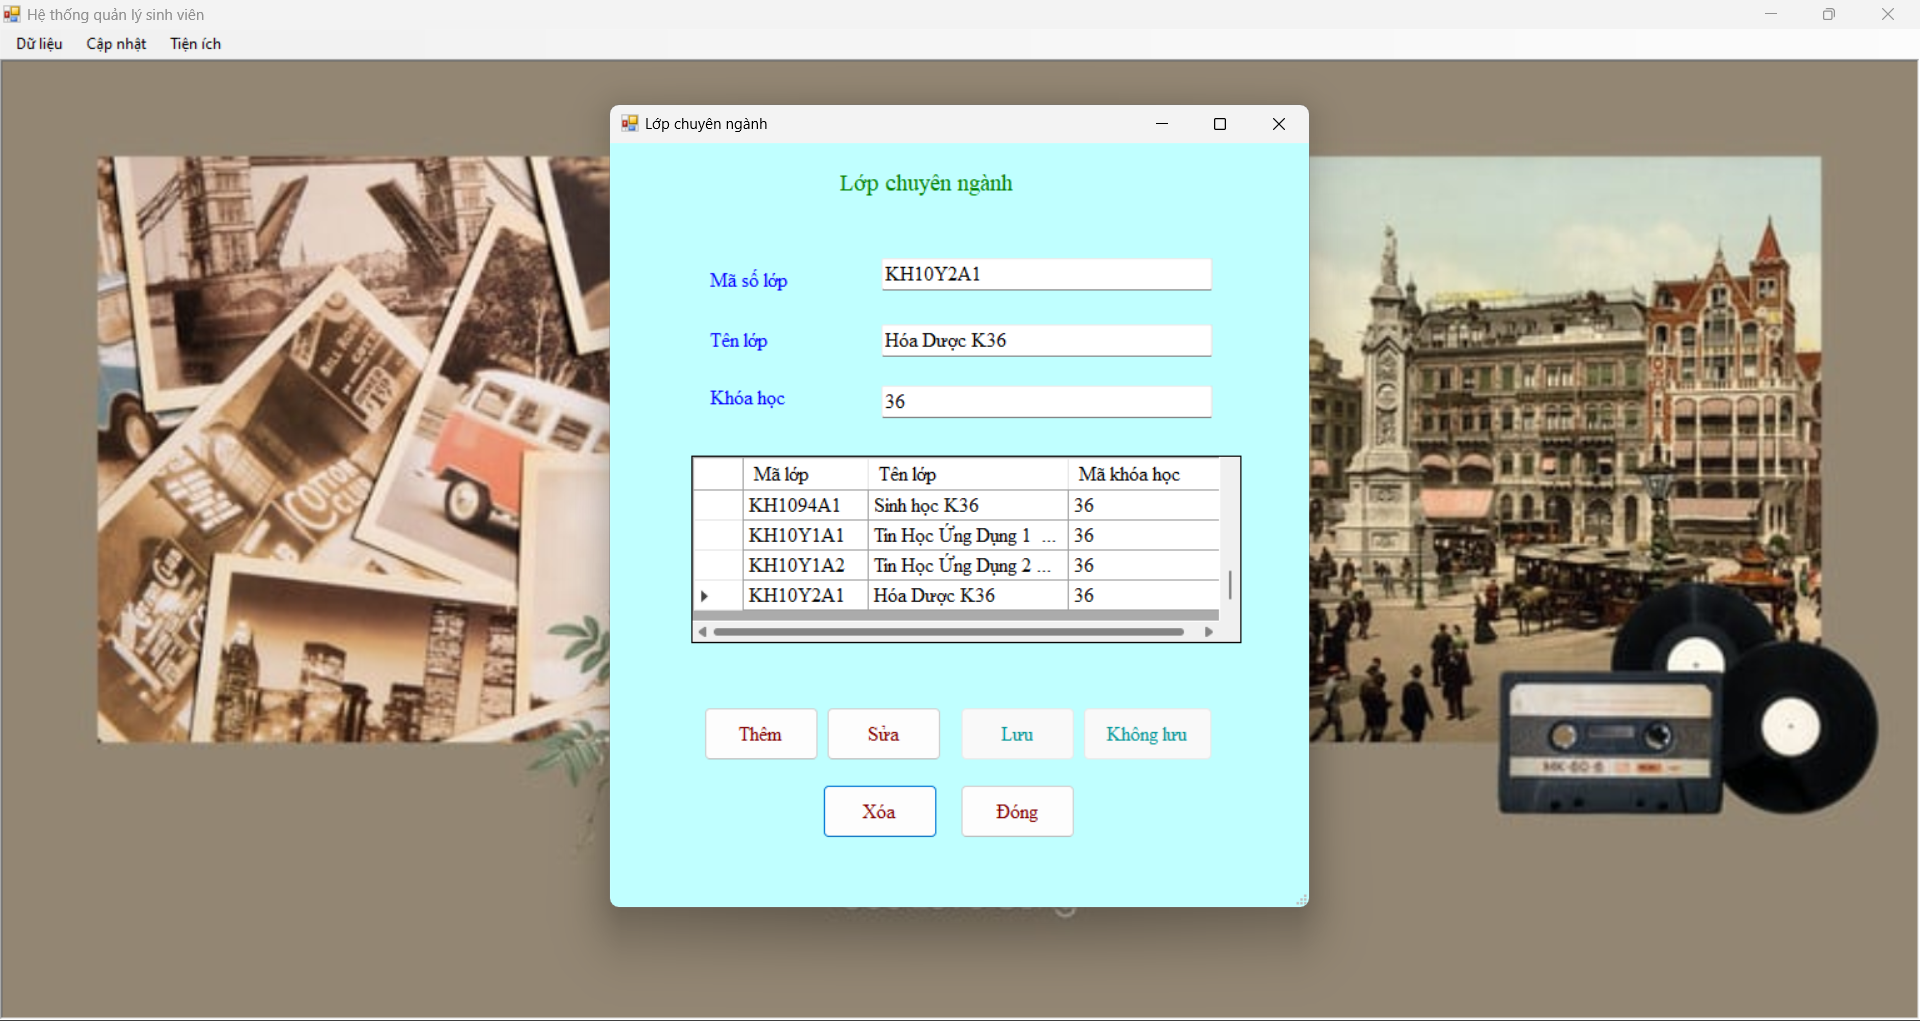 Hệ thống quản lý sinh viên
Dữ liệu Cập nhật Tiện ích
Lớp chuyên ngành
Lớp chuyên ngành
Mã số lớp KH10Y2A1
Tên lớp Hóa Dược K36
Khóa học 36
Mã lớp Tên lớp Mã khóa học
KH1094A1 Sinh học K36 36
KH10Y1A1 Tin Học Ứng Dụng 1 ... 36
KH10Y1A2 Tin Học Ứng Dụng 2 ... 36
KH10Y2A1 Hóa Dược K36 36
Thêm Sửa Lưu Không lưu
Xóa Đóng
COTTON
CLUB